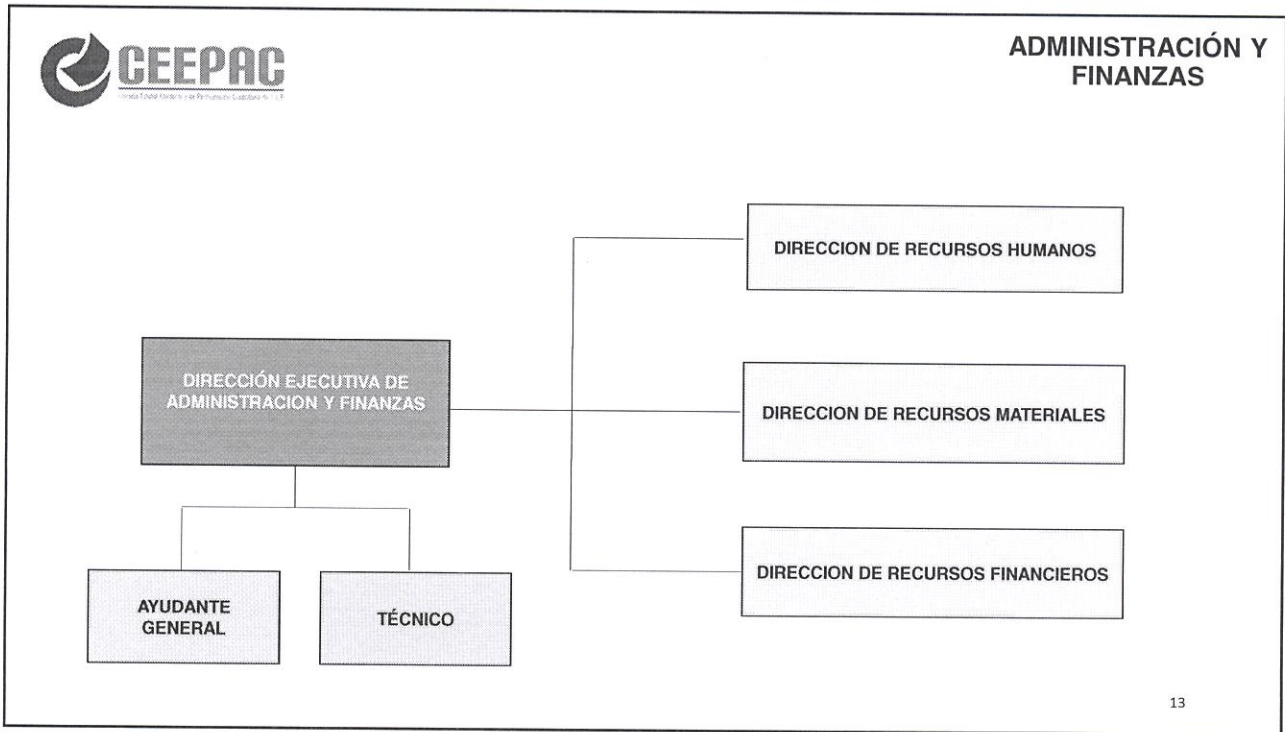 CEEPAC
ADMINISTRACIÓN Y
FINANZAS
DIRECCION DE RECURSOS HUMANOS
DIRECCIÓN EJECUTIVA DE
ADMINISTRACION Y FINANZAS
DIRECCION DE RECURSOS MATERIALES
DIRECCION DE RECURSOS FINANCIEROS
AYUDANTE
GENERAL
TÉCNICO
13